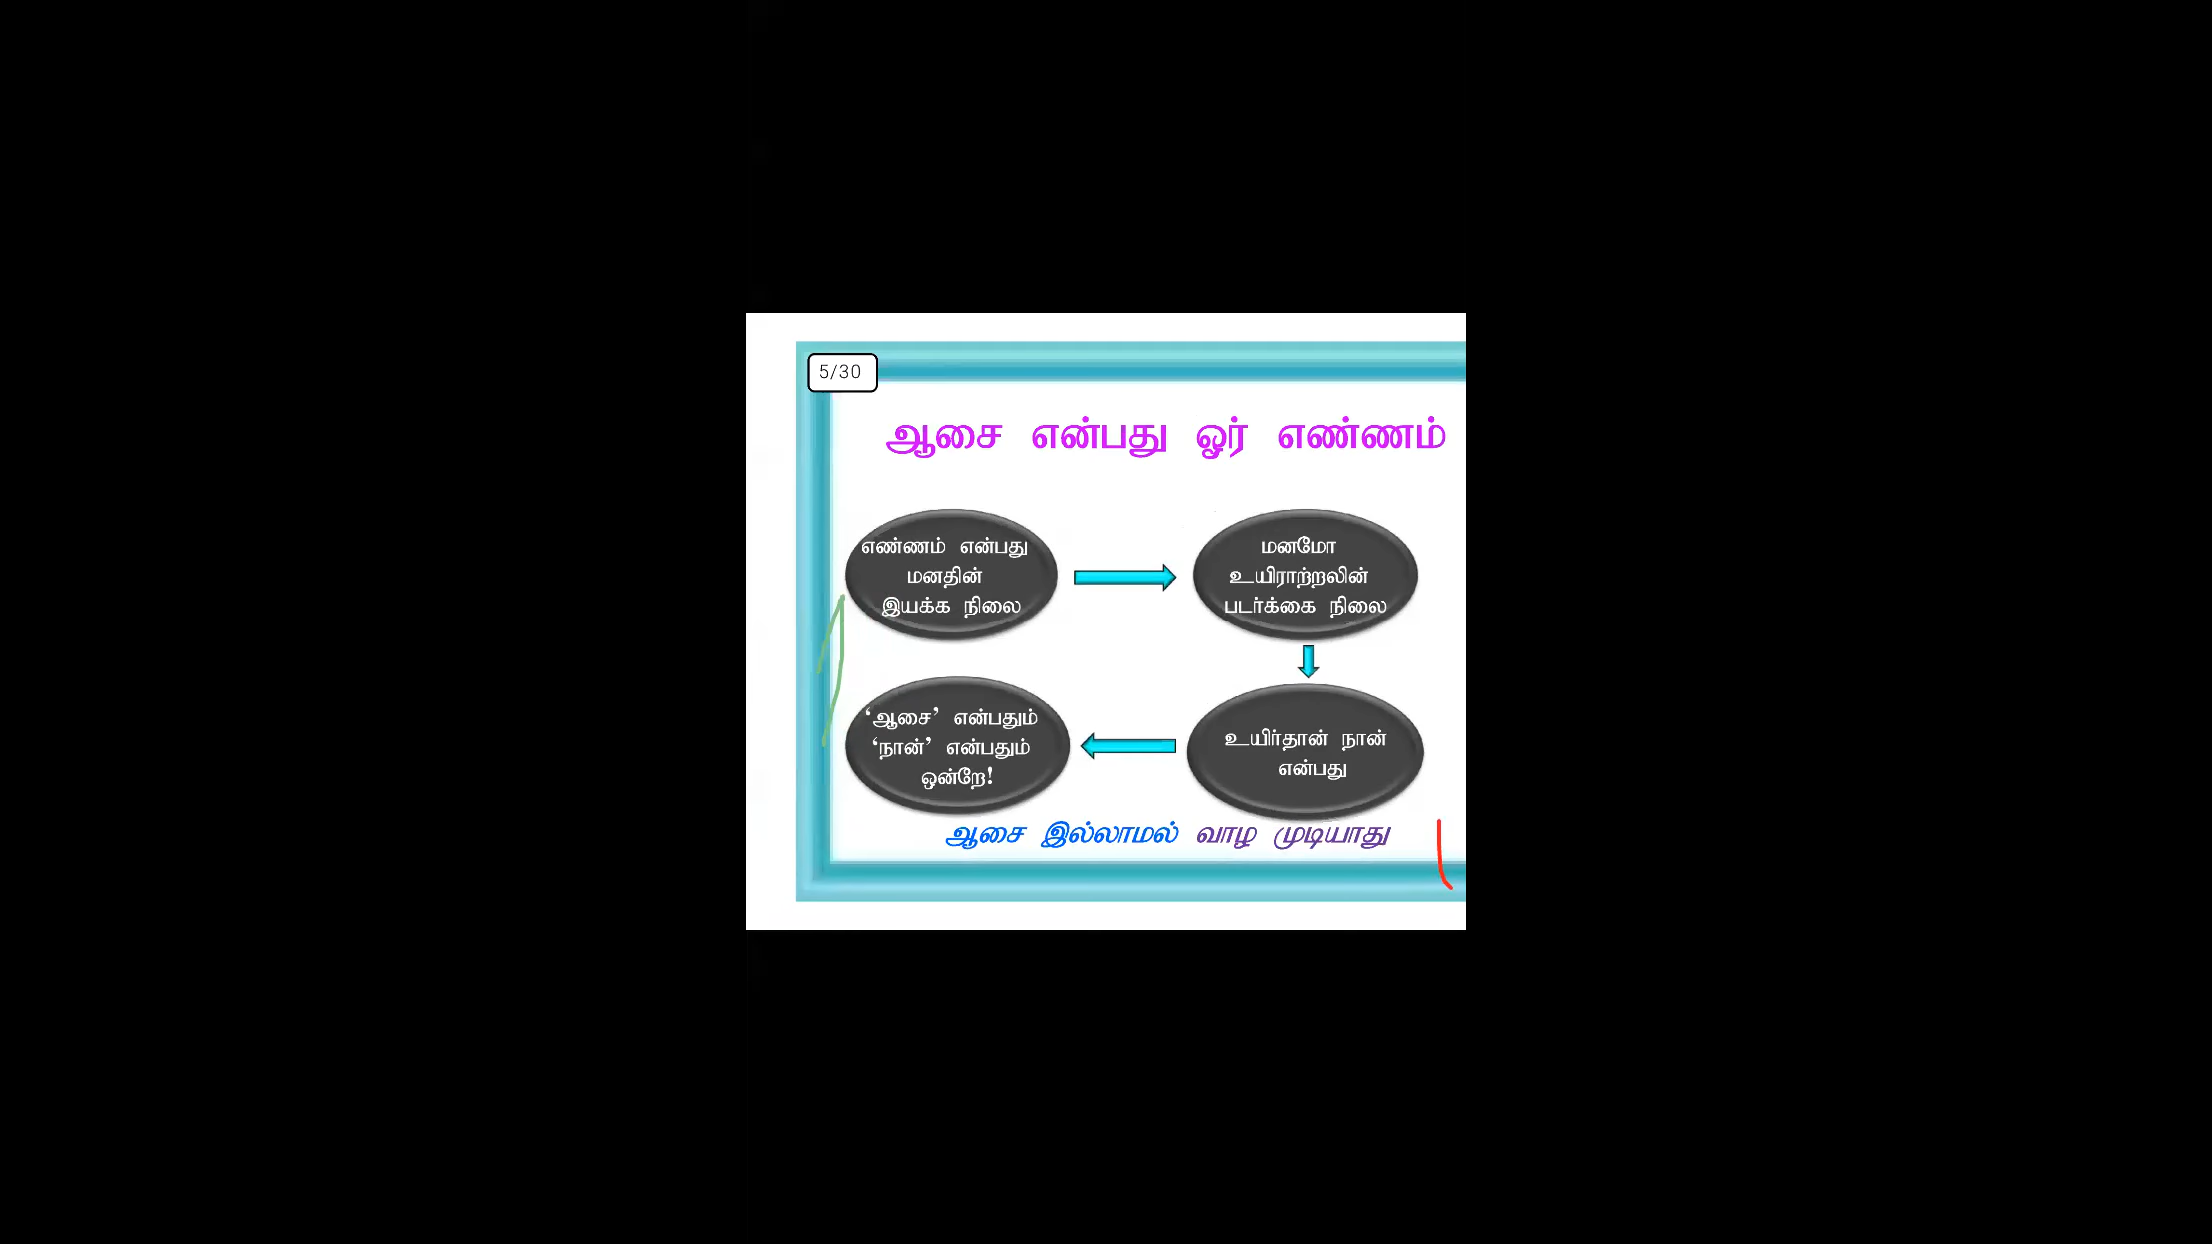 5/30
ஆசை என்பது ஓர் எண்ணம்
எண்ணம் என்பது
மனதின்
இயக்க நிலை
மனமோ
உயிராற்றலின்
படர்க்கை நிலை
உயிர்தான் நான்
என்பது
‘ஆசை’ என்பதும்
‘நான்’ என்பதும்
ஒன்றே!
ஆசை இல்லாமல் வாழ முடியாது